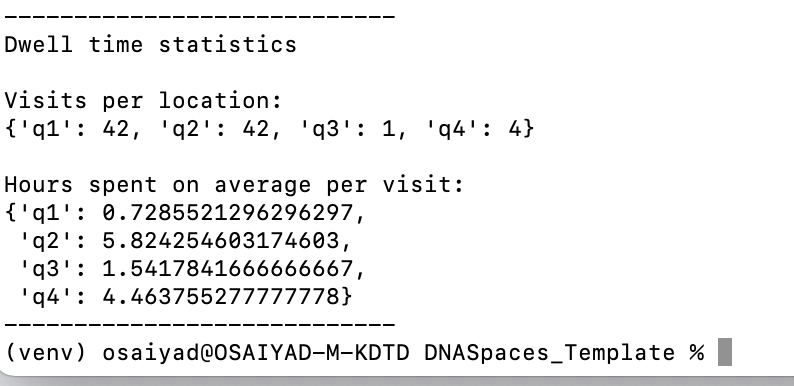 ----------------------------
Dwell time statistics
Visits per location:
{'q1': 42, 'q2': 42, 'q3': 1, 'q4': 4}
Hours spent on average per visit:
{'q1': 0.7285521296296297,
 'q2': 5.824254603174603,
 'q3': 1.5417841666666667,
 'q4': 4.463755277777778}
----------------------------
(venv) osaiyad@OSAIYAD-M-KDTD DNASpaces_Template %